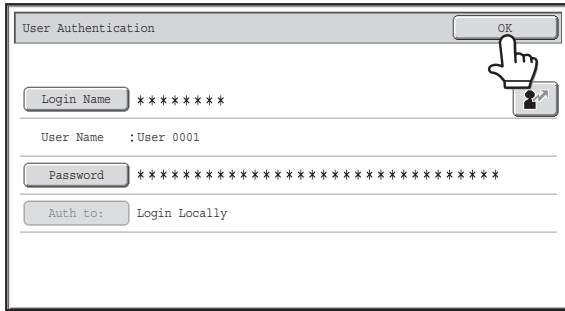 User Authentication
OK
Login Name ********
User Name :User 0001
Password ********************************
Auth to: Login Locally